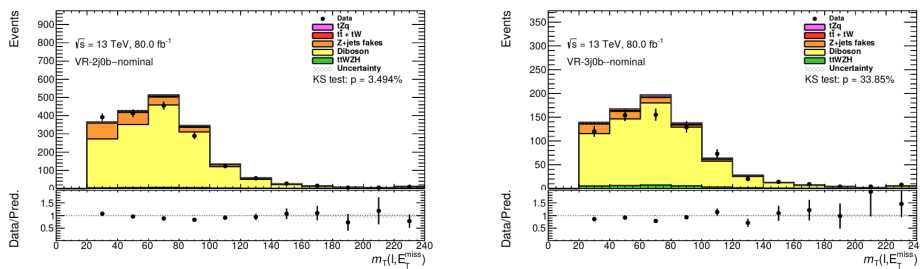 Events
900
800
700
600
500
400
300
200
100
0
√s = 13 TeV, 80.0 fb⁻¹
VR-2j0b--nominal
Data
tZq
tt̄ + tW
Z+jets fakes
Diboson
ttWZH
Uncertainty
KS test: p = 3.494%
Data/Pred.
1.5
1
0.5
0 20 40 60 80 100 120 140 160 180 200 220 240
m_T(l,E_T^miss)
Events
350
300
250
200
150
100
50
0
√s = 13 TeV, 80.0 fb⁻¹
VR-3j0b--nominal
Data
tZq
tt̄ + tW
Z+jets fakes
Diboson
ttWZH
Uncertainty
KS test: p = 33.85%
Data/Pred.
1.5
1
0.5
0 20 40 60 80 100 120 140 160 180 200 220 24
m_T(l,E_T^miss)